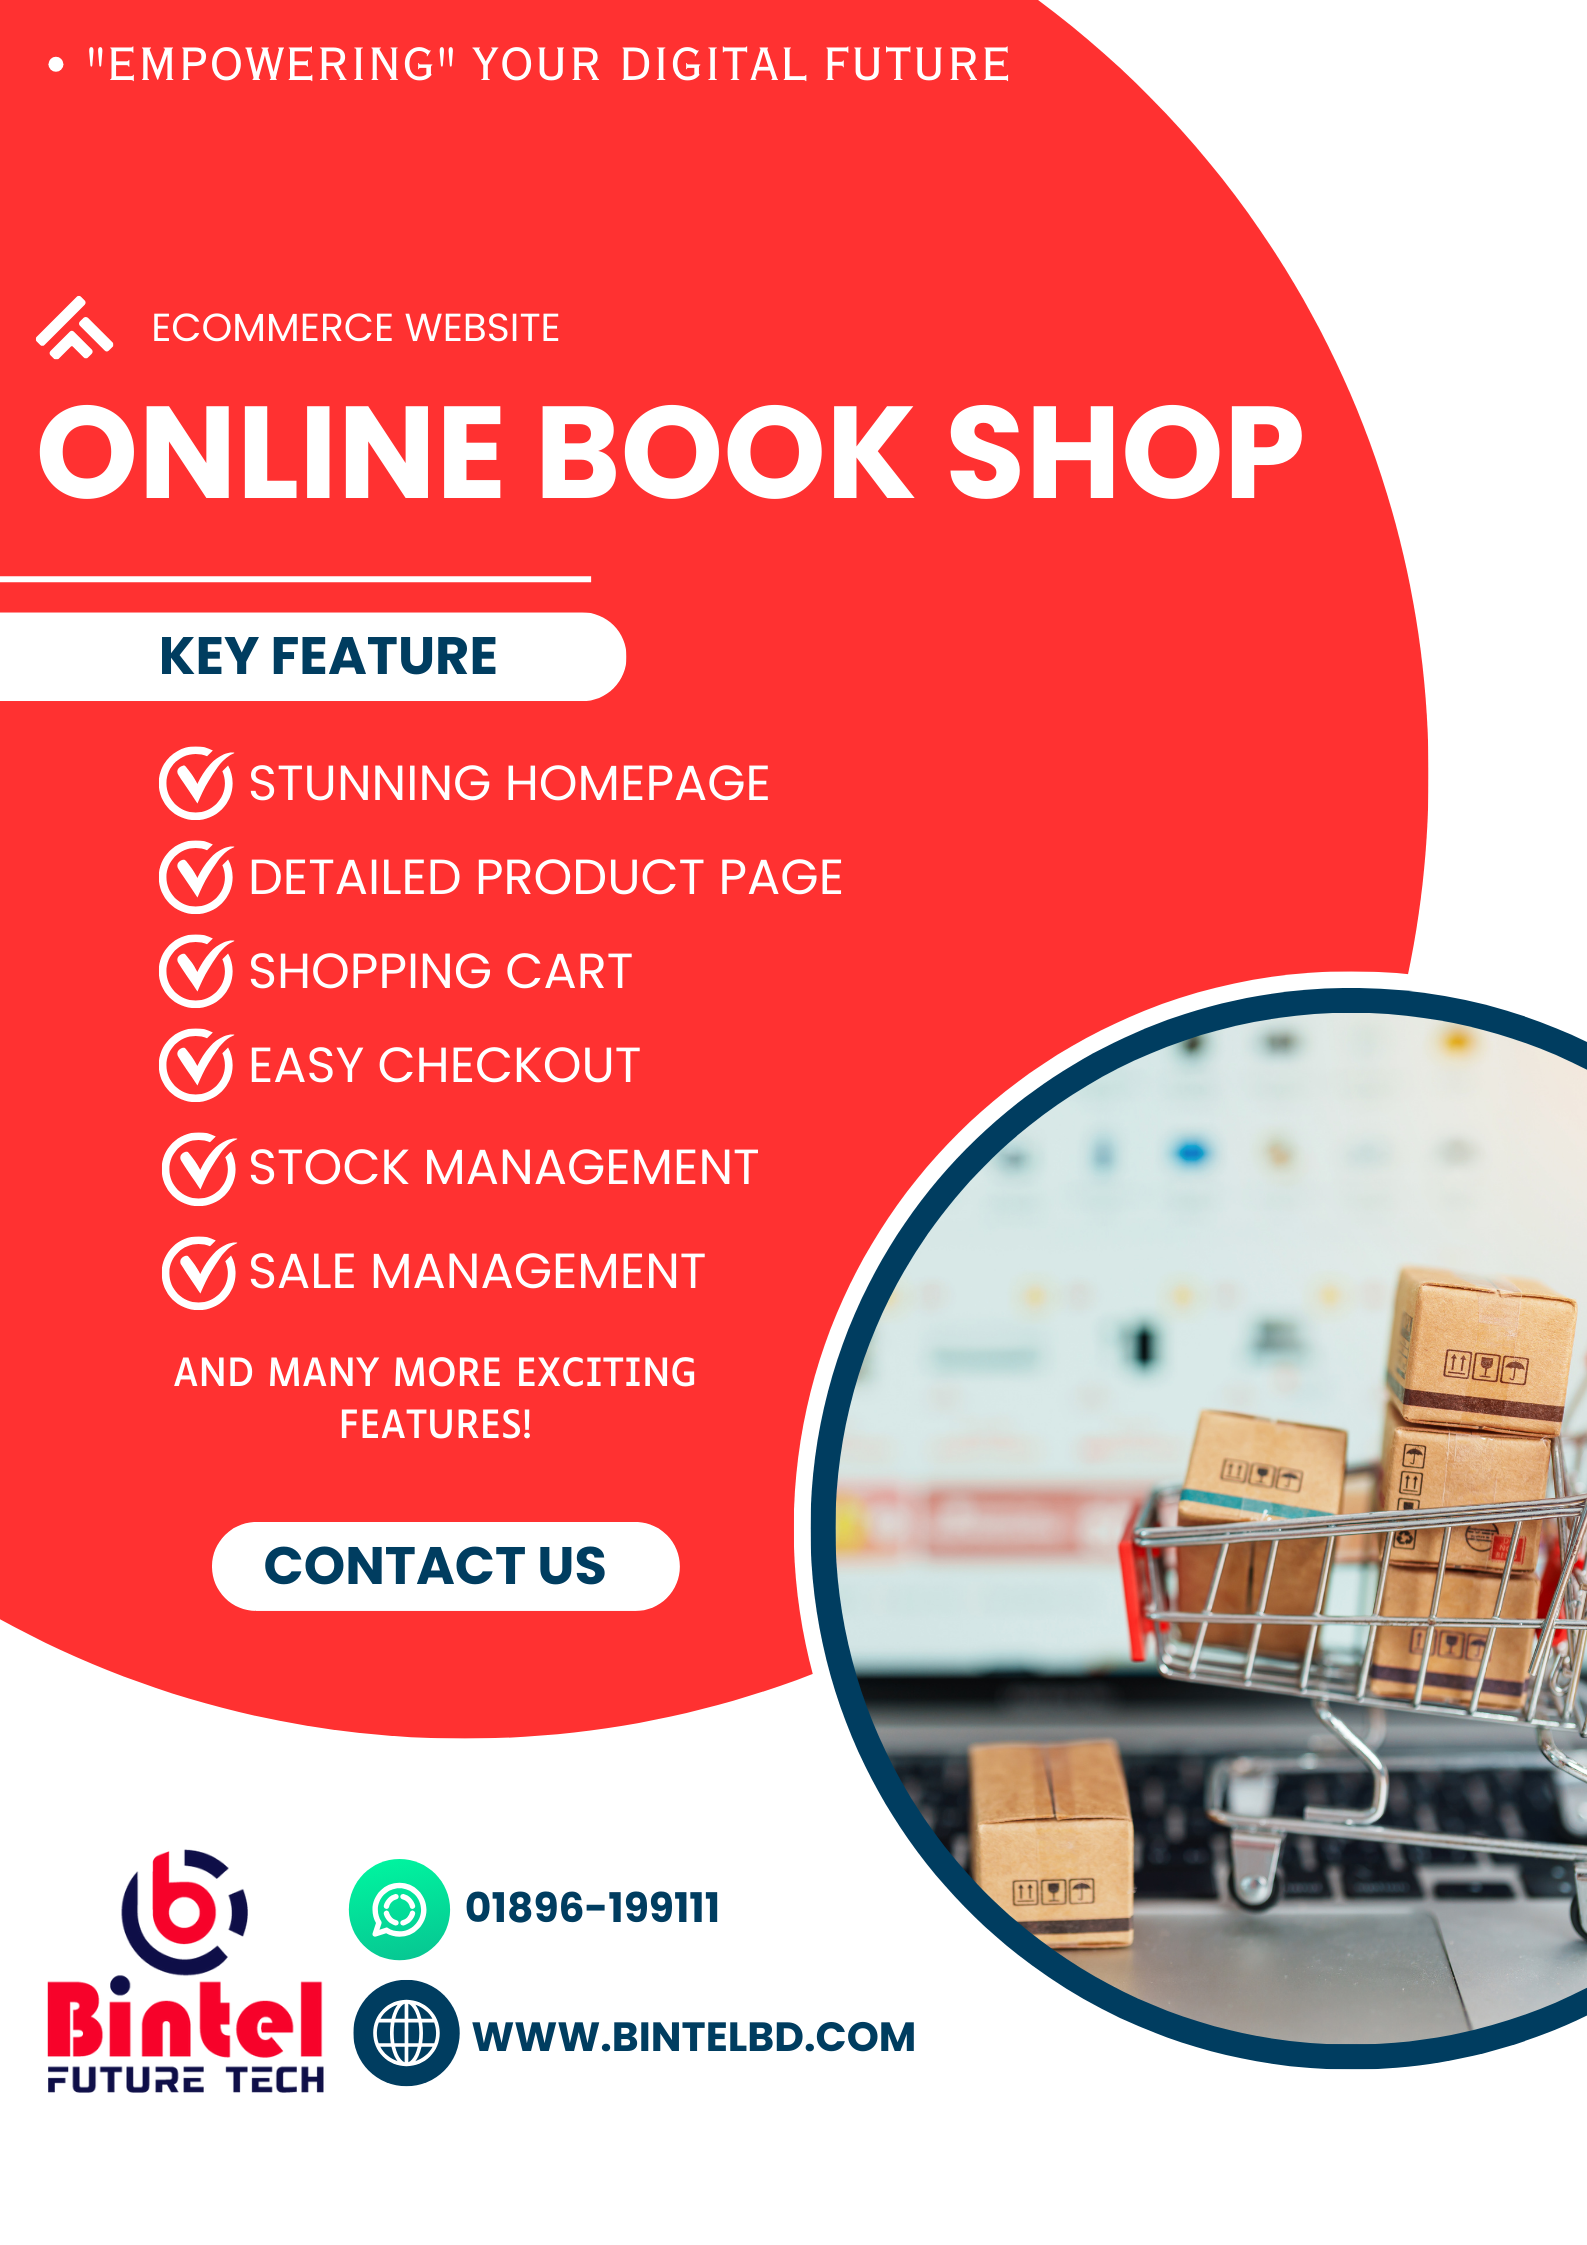 • "EMPOWERING" YOUR DIGITAL FUTURE
ECOMMERCE WEBSITE
ONLINE BOOK SHOP
KEY FEATURE
STUNNING HOMEPAGE
DETAILED PRODUCT PAGE
SHOPPING CART
EASY CHECKOUT
STOCK MANAGEMENT
SALE MANAGEMENT
AND MANY MORE EXCITING
FEATURES!
CONTACT US
b
Bintel
FUTURE TECH
01896-199111
WWW.BINTELBD.COM